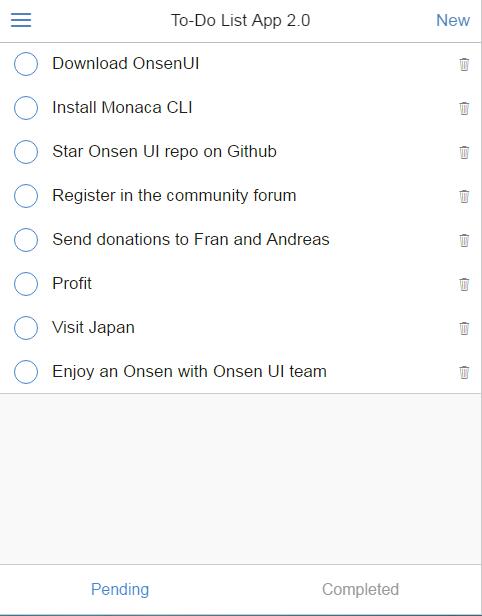 To-Do List App 2.0
New
Download OnsenUI
Install Monaca CLI
Star Onsen UI repo on Github
Register in the community forum
Send donations to Fran and Andreas
Profit
Visit Japan
Enjoy an Onsen with Onsen UI team
Pending
Completed